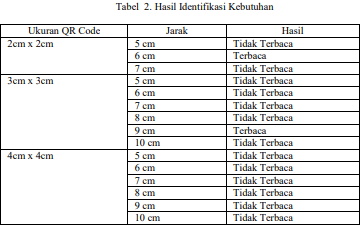 Tabel 2. Hasil Identifikasi Kebutuhan
Ukuran QR Code Jarak Hasil
2cm x 2cm 5 cm Tidak Terbaca
6 cm Terbaca
7 cm Tidak Terbaca
3cm x 3cm 5 cm Tidak Terbaca
6 cm Tidak Terbaca
7 cm Tidak Terbaca
8 cm Tidak Terbaca
9 cm Terbaca
10 cm Tidak Terbaca
4cm x 4cm 5 cm Tidak Terbaca
6 cm Tidak Terbaca
7 cm Tidak Terbaca
8 cm Tidak Terbaca
9 cm Tidak Terbaca
10 cm Tidak Terbaca